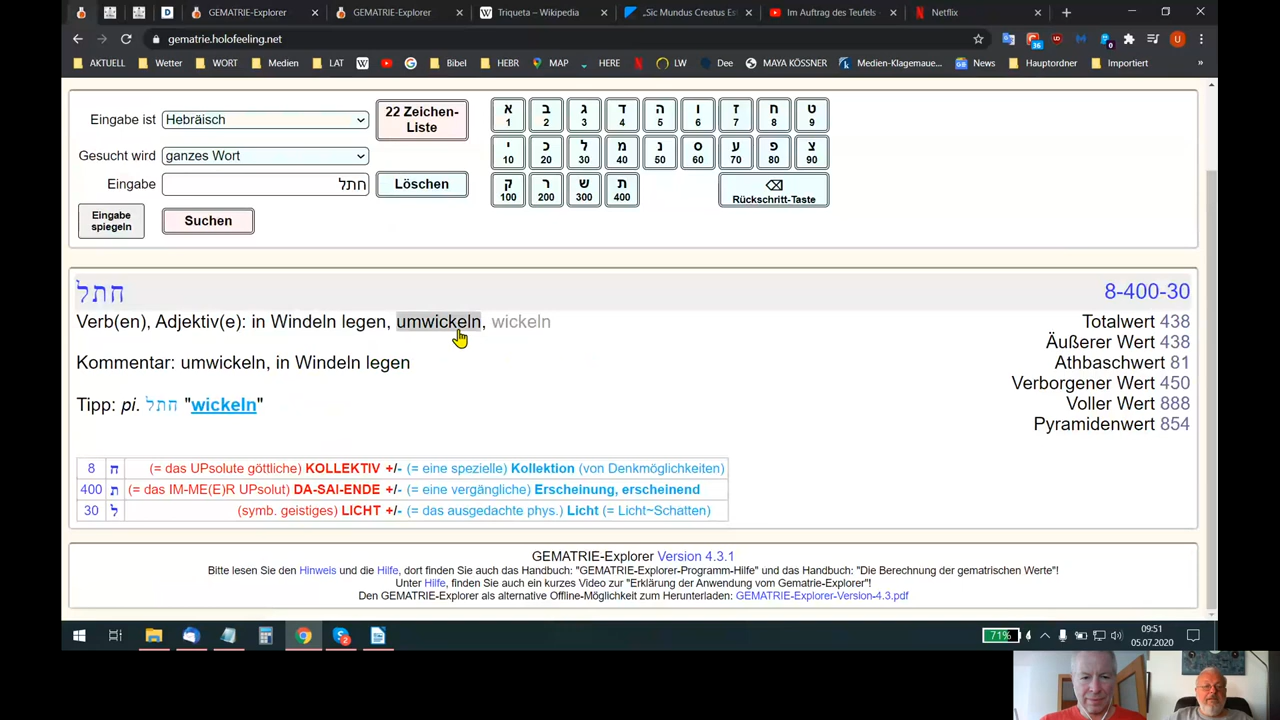 GEMATRIE-Explorer
GEMATRIE-Explorer
Triqueta – Wikipedia
„Sic Mundus Creatus Es
Im Auftrag des Teufels -
Netflix
gematrie.holofeeling.net
AKTUELL
Wetter
WORT
Medien
LAT
Bibel
HEBR
MAP
HERE
LW
Dee
MAYA KÖSSNER
Medien-Klagemaue...
News
Hauptordner
Importiert
Eingabe ist Hebräisch
22 Zeichen-
Liste
Gesucht wird ganzes Wort
Eingabe חתל Löschen
Eingabe
spiegeln
Suchen
א ב ג ד ה ו ז ח ט
1 2 3 4 5 6 7 8 9
י כ ל מ נ ס ע פ צ
10 20 30 40 50 60 70 80 90
ק ר ש ת
100 200 300 400
Rückschritt-Taste
חתל 8-400-30
Verb(en), Adjektiv(e): in Windeln legen, umwickeln, wickeln
Kommentar: umwickeln, in Windeln legen
Tipp: pi. חתל "wickeln"
Totalwert 438
Äußerer Wert 438
Athbaschwert 81
Verborgener Wert 450
Voller Wert 888
Pyramidenwert 854
8 ח (= das UPsolute göttliche) KOLLEKTIV +/- (= eine spezielle) Kollektion (von Denkmöglichkeiten)
400 ת (= das IM-ME(E)R UPsolut) DA-SAI-ENDE +/- (= eine vergängliche) Erscheinung, erscheinend
30 ל (symb. geistiges) LICHT +/- (= das ausgedachte phys.) Licht (= Licht~Schatten)
GEMATRIE-Explorer Version 4.3.1
Bitte lesen Sie den Hinweis und die Hilfe, dort finden Sie auch das Handbuch: "GEMATRIE-Explorer-Programm-Hilfe" und das Handbuch: "Die Berechnung der gematrischen Werte"!
Unter Hilfe, finden Sie auch ein kurzes Video zur "Erklärung der Anwendung vom Gematrie-Explorer"!
Den GEMATRIE-Explorer als alternative Offline-Möglichkeit zum Herunterladen: GEMATRIE-Explorer-Version-4.3.pdf
71%
09:51
05.07.2020